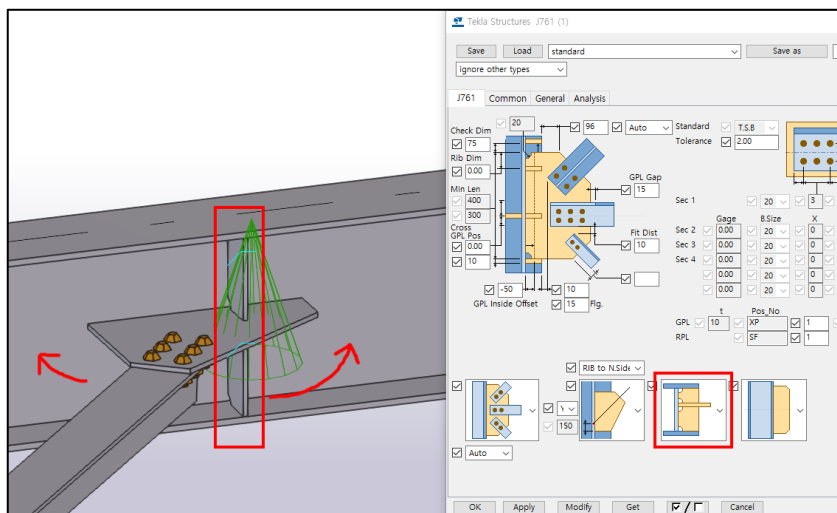 Tekla Structures J761 (1)
Save Load standard Save as
ignore other types
J761 Common General Analysis
20
96 Auto
Standard T.S.B
Tolerance 2.00
Check Dim
75
Rib Dim
0.00
Min Len
400
300
Cross
GPL Pos
0.00
10
GPL Gap
15
Fit Dist
10
-50 10
GPL Inside Offset 15 Flg.
Sec 1 20 3
Gage B.Size X
Sec 2 0.00 20 0
Sec 3 0.00 20 0
Sec 4 0.00 20 0
0.00 20 0
0.00 20 0
t Pos_No
GPL 10 XP 1
RPL SF 1
RIB to N.Side
150
Auto
OK Apply Modify Get / Cancel